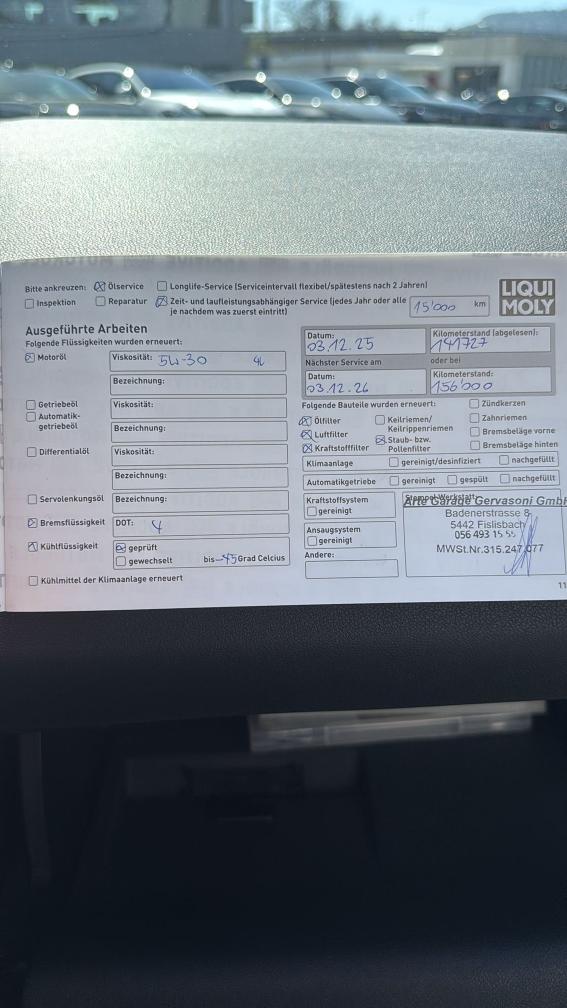 Bitte ankreuzen: Ölservice Longlife-Service (Serviceintervall flexibel/spätestens nach 2 Jahren)
Inspektion Reparatur Zeit- und laufleistungsabhängiger Service (jedes Jahr oder alle 15'000 km
je nachdem was zuerst eintritt)
LIQUI
MOLY
Ausgeführte Arbeiten
Folgende Flüssigkeiten wurden erneuert:
Motoröl Viskosität: 5W-30 4L
Bezeichnung:
Getriebeöl Viskosität:
Automatik-
getriebeöl Bezeichnung:
Differentialöl Viskosität:
Bezeichnung:
Servolenkungsöl Bezeichnung:
Bremsflüssigkeit DOT: 4
Kühlflüssigkeit geprüft
gewechselt bis -45 Grad Celcius
Kühlmittel der Klimaanlage erneuert
Datum: Kilometerstand (abgelesen):
03.12.25 141727
Nächster Service am oder bei
Datum: Kilometerstand:
03.12.26 156'000
Folgende Bauteile wurden erneuert: Zündkerzen
Ölfilter Keilriemen/ Zahnriemen
Keilrippenriemen
Luftfilter Bremsbeläge vorne
Kraftstofffilter Staub- bzw. Bremsbeläge hinten
Pollenfilter
Klimaanlage gereinigt/desinfiziert nachgefüllt
Automatikgetriebe gereinigt gespült nachgefüllt
Kraftstoffsystem Stempel Werkstatt:
gereinigt
Ansaugsystem
gereinigt
Andere:
Arte Garage Gervasoni GmbH
Badenerstrasse 8
5442 Fislisbach
056 493 15 55
MWSt.Nr.315.247.077
11